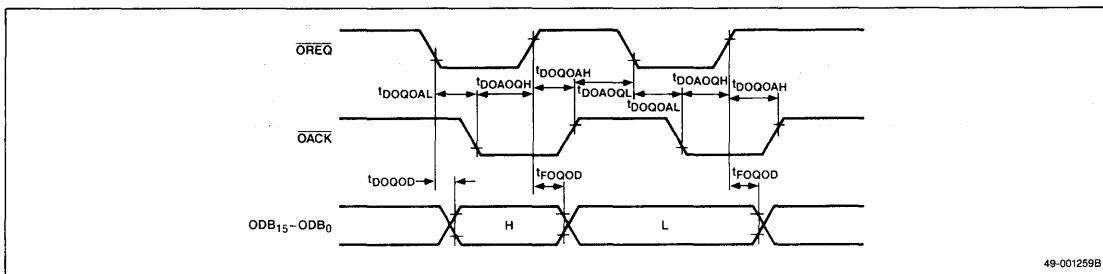 OREQ
tDOQOAH
tDOAOQH
tDOAOQH
tDOQOAH
tDOQOAL
tDOAOQL
tDOQOAL
OACK
tDOQOD
tFOQOD
tFOQOD
ODB15~ODB0
H
L
49-001259B